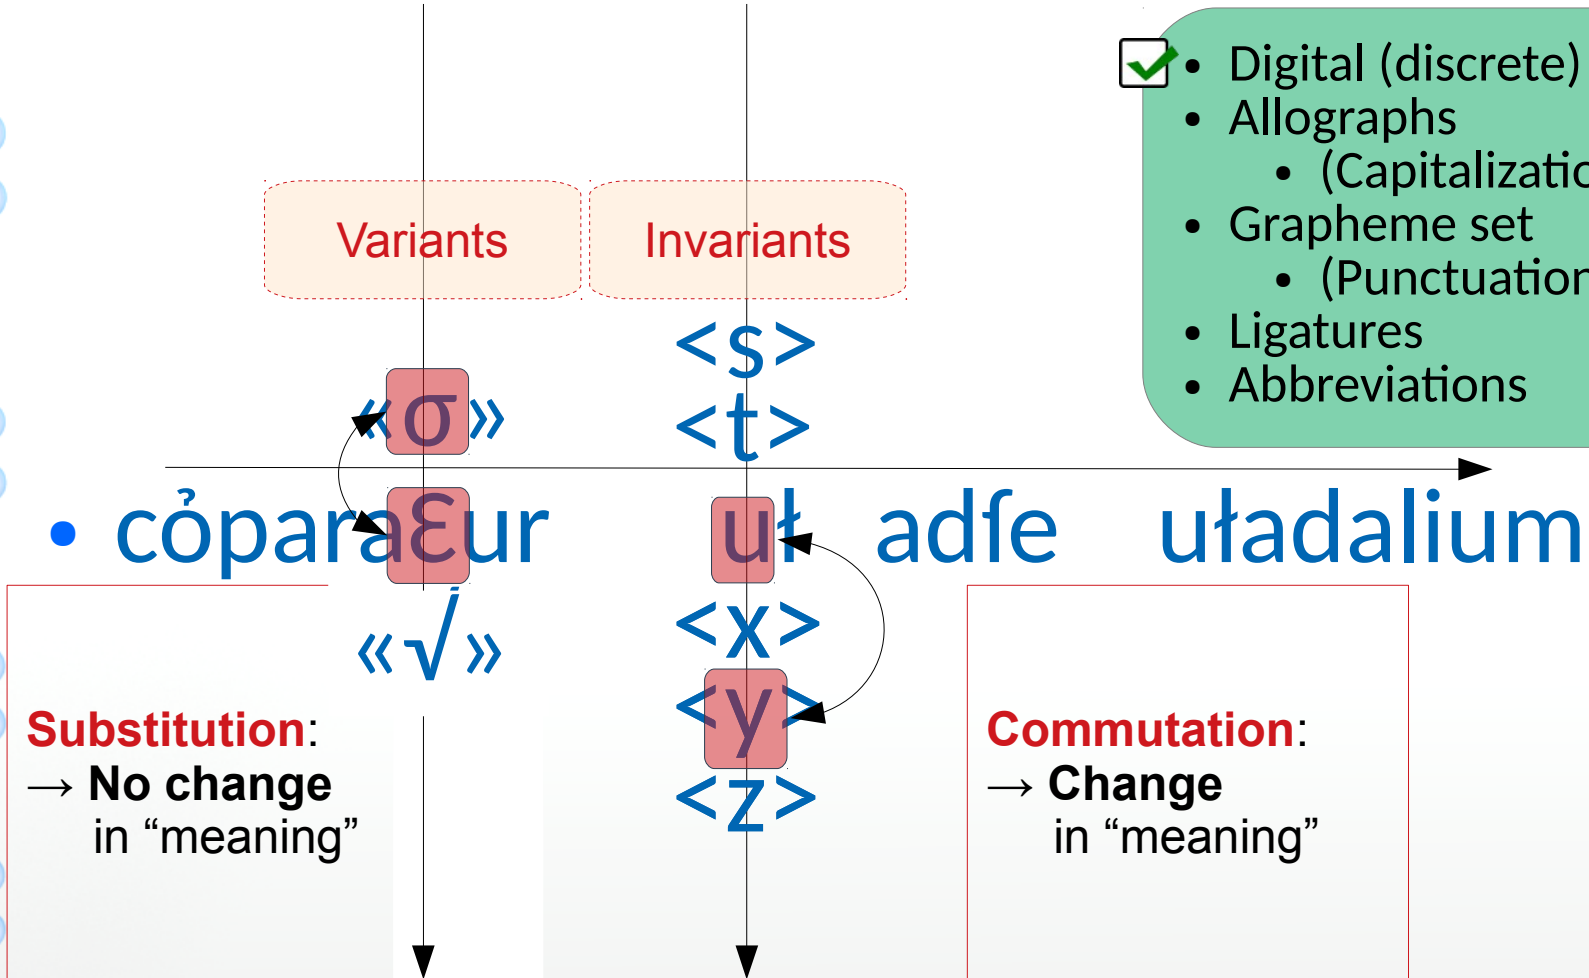 • Digital (discrete)
• Allographs
• (Capitalizatio
• Grapheme set
• (Punctuation
• Ligatures
• Abbreviations
Variants
Invariants
<s>
«σ»
<t>
• cỏparaƐur uł adſe uładalium
«√»
<x>
<y>
<z>
Substitution:
→ No change
in “meaning”
Commutation:
→ Change
in “meaning”